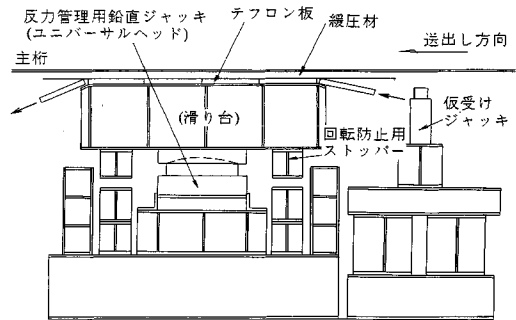 反力管理用鉛直ジャッキ
(ユニバーサルヘッド)
テフロン板
緩圧材
送出し方向
主桁
仮受け
ジャッキ
(滑り台)
回転防止用
ストッパー